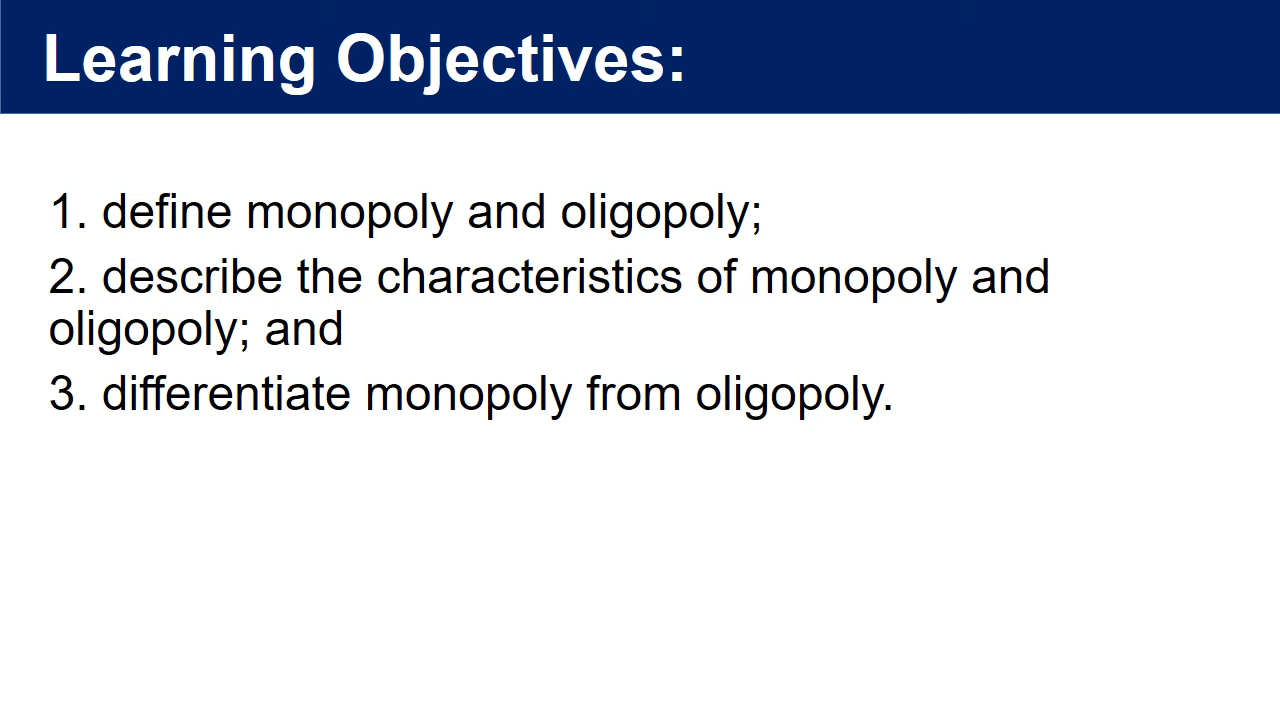 Learning Objectives:
1. define monopoly and oligopoly;
2. describe the characteristics of monopoly and
oligopoly; and
3. differentiate monopoly from oligopoly.